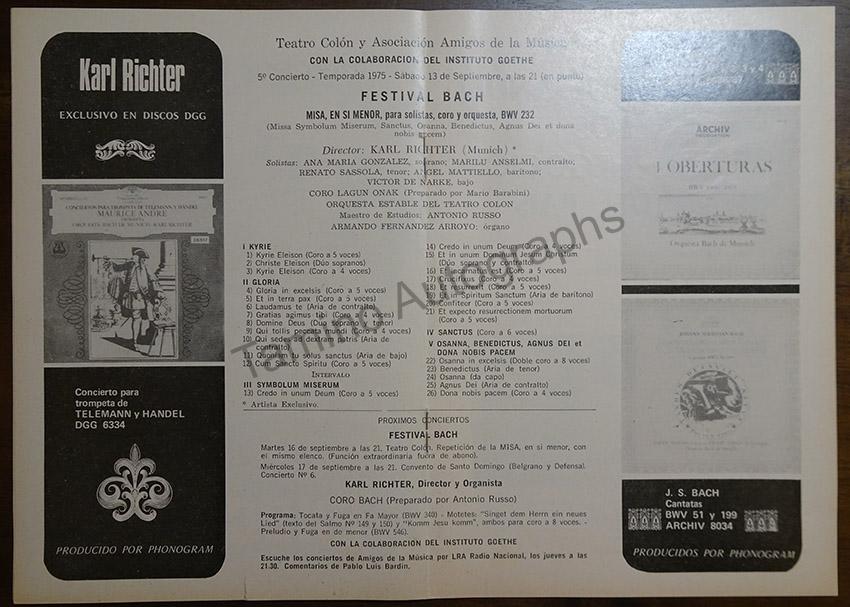 Karl Richter
EXCLUSIVO EN DISCOS DGG
CONCIERTOS PARA TROMPETA DE TELEMANN Y HANDEL
MAURICE ANDRE
ORQUESTA BACH DE MUNICH · KARL RICHTER
Concierto para
trompeta de
TELEMANN y HANDEL
DGG 6334
PRODUCIDO POR PHONOGRAM
Teatro Colón y Asociación Amigos de la Música
CON LA COLABORACION DEL INSTITUTO GOETHE
5º Concierto - Temporada 1975 - Sábado 13 de Septiembre, a las 21 (en punto)
FESTIVAL BACH
MISA, EN SI MENOR, para solistas, coro y orquesta, BWV 232
(Missa Symbolum Miserum, Sanctus, Osanna, Benedictus, Agnus Dei et dona
nobis pacem)
Director: KARL RICHTER (Munich) *
Solistas: ANA MARIA GONZALEZ, soprano; MARILU ANSELMI, contralto;
RENATO SASSOLA, tenor; ANGEL MATTIELLO, barítono;
VICTOR DE NARKE, bajo
CORO LAGUN ONAK (Preparado por Mario Barabini)
ORQUESTA ESTABLE DEL TEATRO COLON
Maestro de Estudios: ANTONIO RUSSO
ARMANDO FERNANDEZ ARROYO: órgano
I KYRIE
1) Kyrie Eleison (Coro a 5 voces)
2) Christe Eleison (Dúo sopranos)
3) Kyrie Eleison (Coro a 4 voces)
II GLORIA
4) Gloria in excelsis (Coro a 5 voces)
5) Et in terra pax (Coro a 5 voces)
6) Laudamus te (Aria de contralto)
7) Gratias agimus tibi (Coro a 4 voces)
8) Domine Deus (Duo soprano y tenor)
9) Qui tollis peccata (Coro a 4 voces)
10) Qui sedes ad dexteram patris (Aria de
contralto)
11) Quoniam tu solus sanctus (Aria de bajo)
12) Cum Sancto Spiritu (Coro a 5 voces)
INTERVALO
III SYMBOLUM MISERUM
13) Credo in unum Deum (Coro a 5 voces)
* Artista Exclusivo.
14) Credo in unum Deum (Coro a 4 voces)
15) Et in unum Dominum Jesum Christum
(Dúo soprano y contralto)
16)
17) Crucifixus (Coro a 4 voces)
18) Et resurrexit (Coro a 5 voces)
19) Et in Spiritum Sanctum (Aria de barítono)
20) Confiteor (Coro a 5 voces)
21) Et expecto resurrectionem mortuorum
(Coro a 5 voces)
IV SANCTUS (Coro a 6 voces)
V OSANNA, BENEDICTUS, AGNUS DEI et
DONA NOBIS PACEM
22) Osanna in excelsis (Doble coro a 8 voces)
23) Benedictus (Aria de tenor)
24) Osanna (da capo)
25) Agnus Dei (Aria de contralto)
26) Dona nobis pacem (Coro a 4 voces)
PROXIMOS CONCIERTOS
FESTIVAL BACH
Martes 16 de septiembre a las 21. Teatro Colón. Repetición de la MISA, en si menor, con
el mismo elenco. (Función extraordinaria fuera de abono).
Miércoles 17 de septiembre a las 21. Convento de Santo Domingo (Belgrano y Defensa).
Concierto Nº 6.
KARL RICHTER, Director y Organista
CORO BACH (Preparado por Antonio Russo)
Programa: Tocata y Fuga en Fa Mayor (BWV 340) - Motetes: "Singet dem Herrn ein neues
Lied" (texto del Salmo Nº 149 y 150) y "Komm Jesu komm", ambos para coro a 8 voces. -
Preludio y Fuga en de menor (BWV 546).
CON LA COLABORACION DEL INSTITUTO GOETHE
Escuche los conciertos de Amigos de la Música por LRA Radio Nacional, los jueves a las
21.30. Comentarios de Pablo Luis Bardin.
3 y 4
ARCHIV
PRODUKTION
4 OBERTURAS
Orquesta Bach de Munich
J. S. BACH
Cantatas
BWV 51 y 199
ARCHIV 8034
PRODUCIDOS POR PHONOGRAM
Tamino Autographs